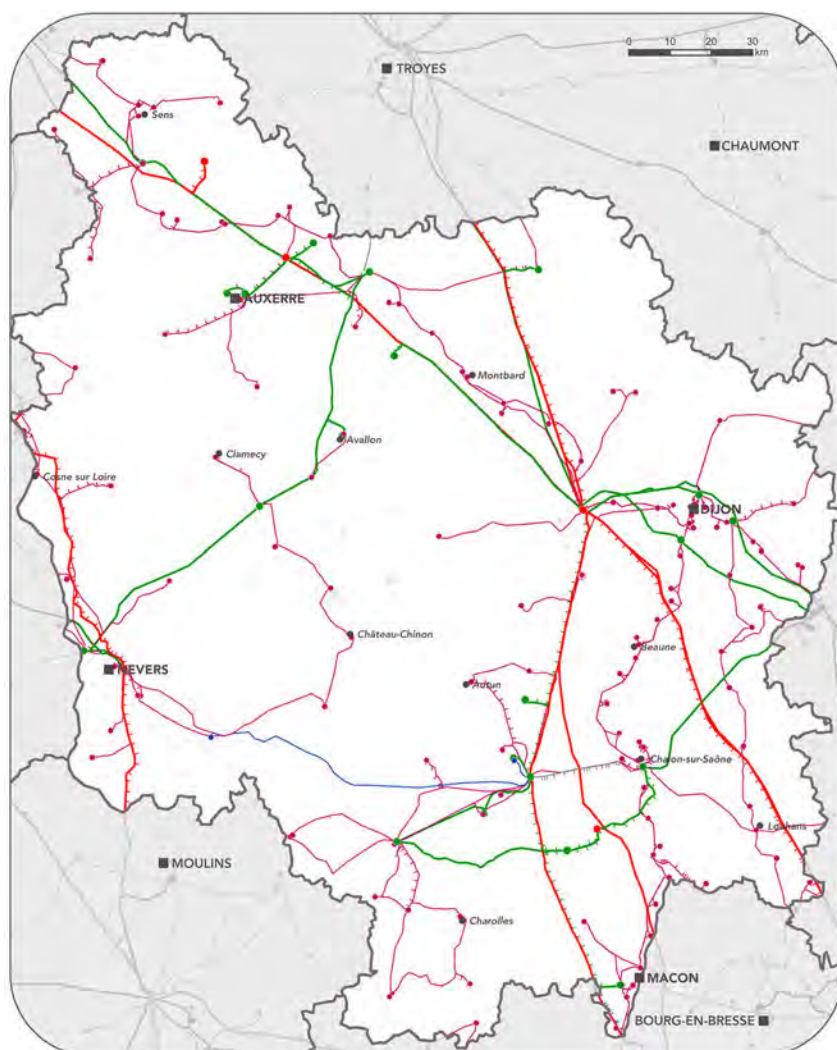 0 10 20 30
km
TROYES
Sens
CHAUMONT
AUXERRE
Montbard
Avallon
Clamecy
Cosne sur Loire
DIJON
Château-Chinon
Beaune
NEVERS
Autun
Chalon-sur-Saône
Louhans
MOULINS
Charolles
MACON
BOURG-EN-BRESSE